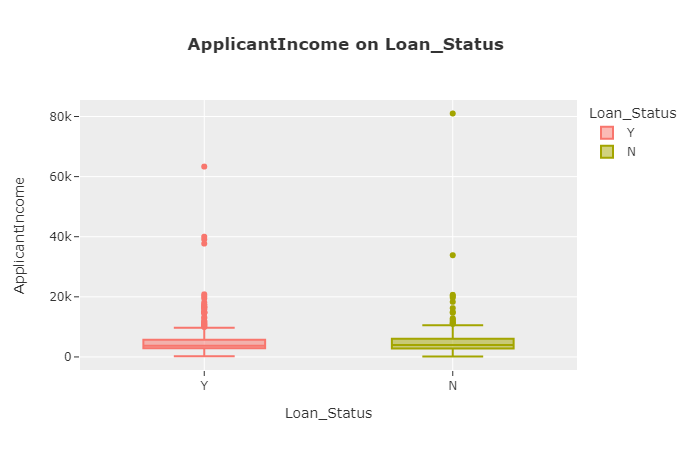 ApplicantIncome on Loan_Status
80k
60k
40k
20k
0
ApplicantIncome
Y
N
Loan_Status
Loan_Status
Y
N